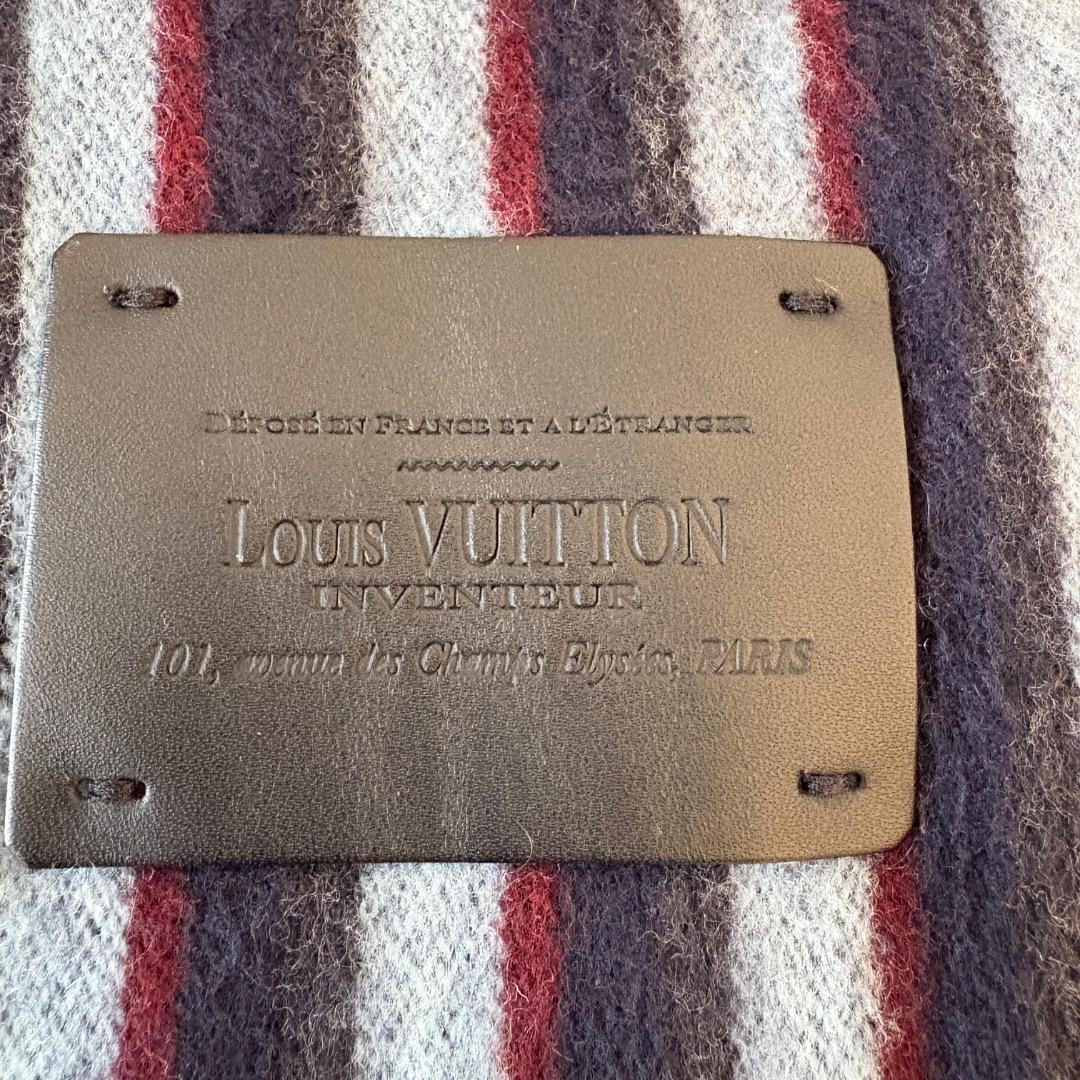 DÉPOSÉ EN FRANCE ET A L'ÉTRANGER
LOUIS VUITTON
INVENTEUR
101, avenue des Champs Elysées, PARIS